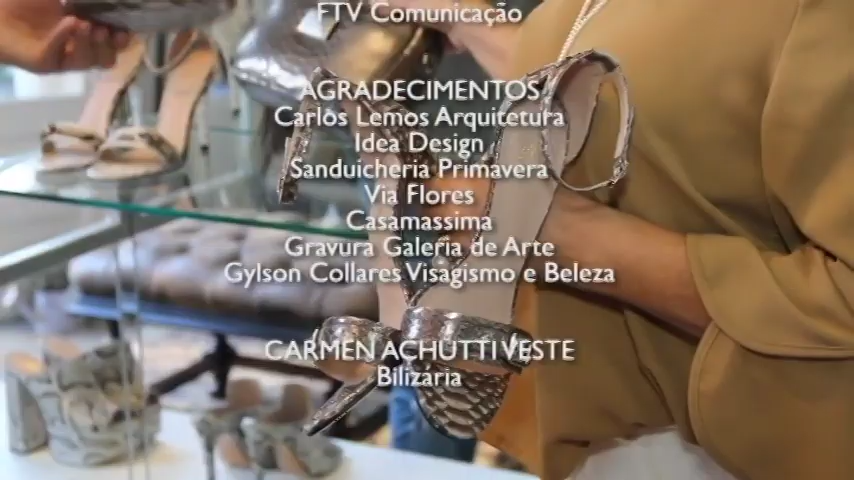 FTV Comunicação
AGRADECIMENTOS
Carlos Lemos Arquitetura
Idea Design
Sanduicheria Primavera
Via Flores
Casamassima
Gravura Galeria de Arte
Gylson Collares Visagismo e Beleza
CARMEN ACHUTTI VESTE
Bilizaria